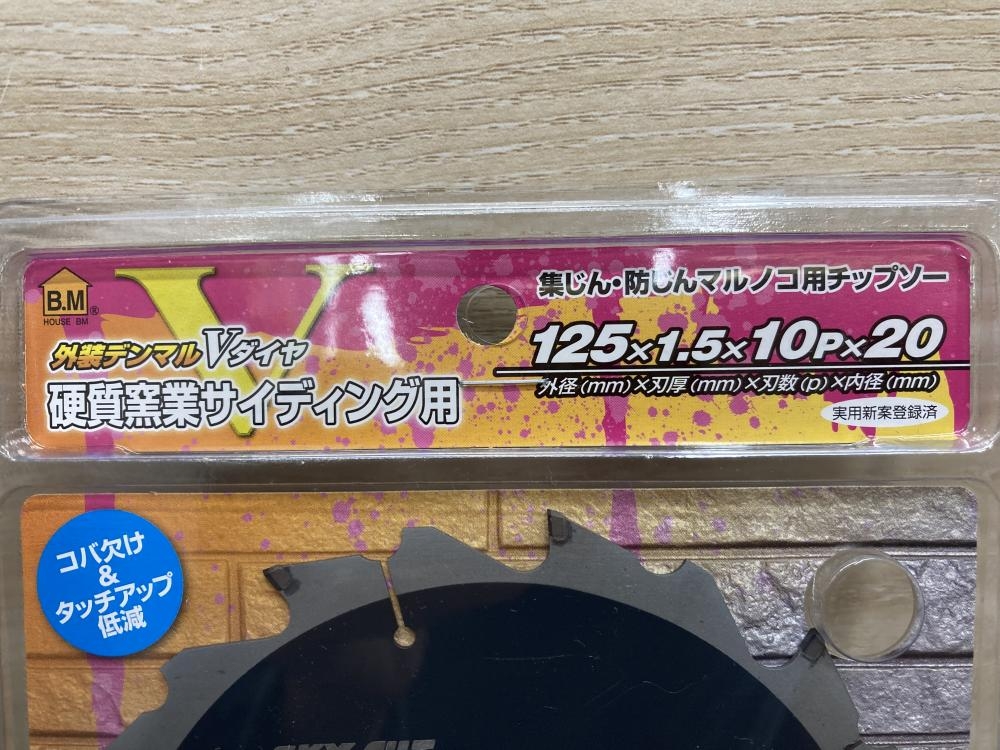 B.M®
HOUSE BM
外装デンマルVダイヤ
硬質窯業サイディング用
集じん・防じんマルノコ用チップソー
125×1.5×10P×20
外径(mm)×刃厚(mm)×刃数(p)×内径(mm)
実用新案登録済
コバ欠け
&
タッチアップ
低減